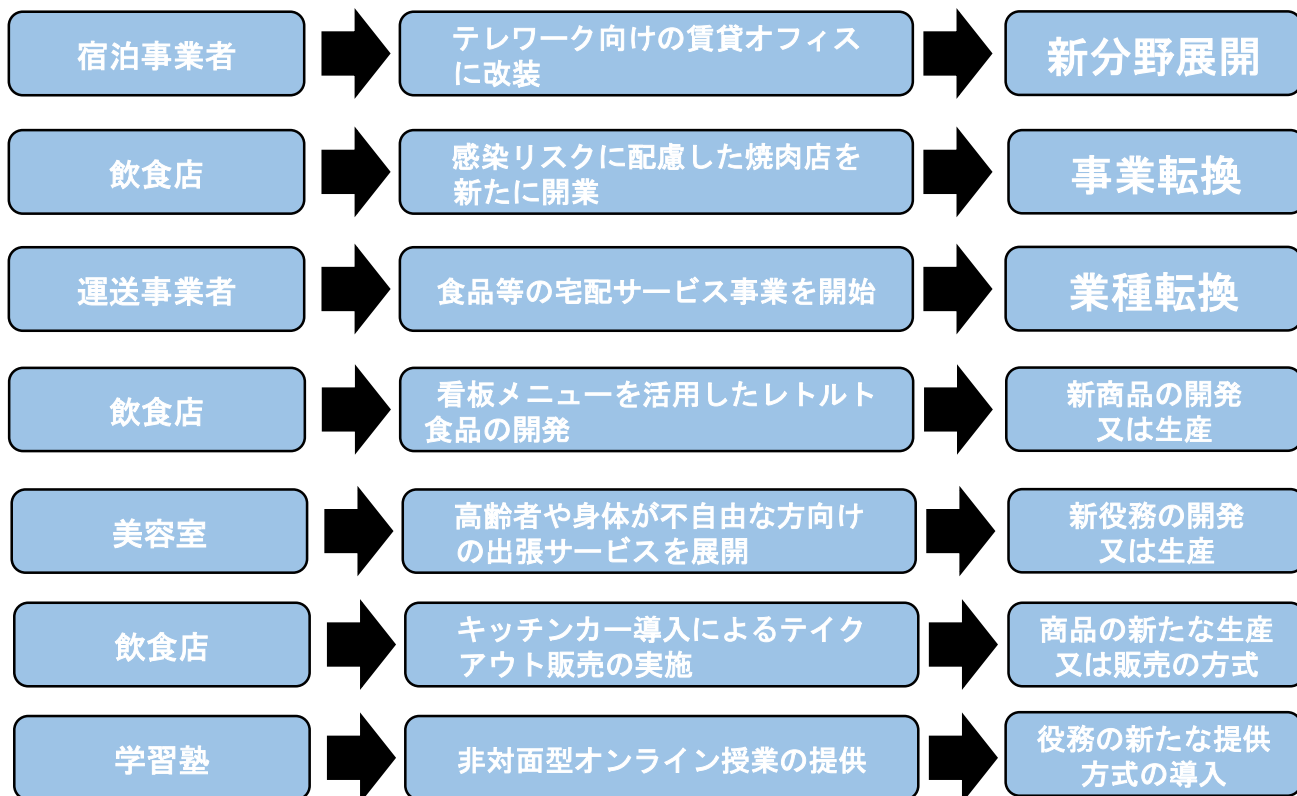 宿泊事業者
テレワーク向けの賃貸オフィス
に改装
新分野展開
飲食店
感染リスクに配慮した焼肉店を
新たに開業
事業転換
運送事業者
食品等の宅配サービス事業を開始
業種転換
飲食店
看板メニューを活用したレトルト
食品の開発
新商品の開発
又は生産
美容室
高齢者や身体が不自由な方向け
の出張サービスを展開
新役務の開発
又は生産
飲食店
キッチンカー導入によるテイク
アウト販売の実施
商品の新たな生産
又は販売の方式
学習塾
非対面型オンライン授業の提供
役務の新たな提供
方式の導入